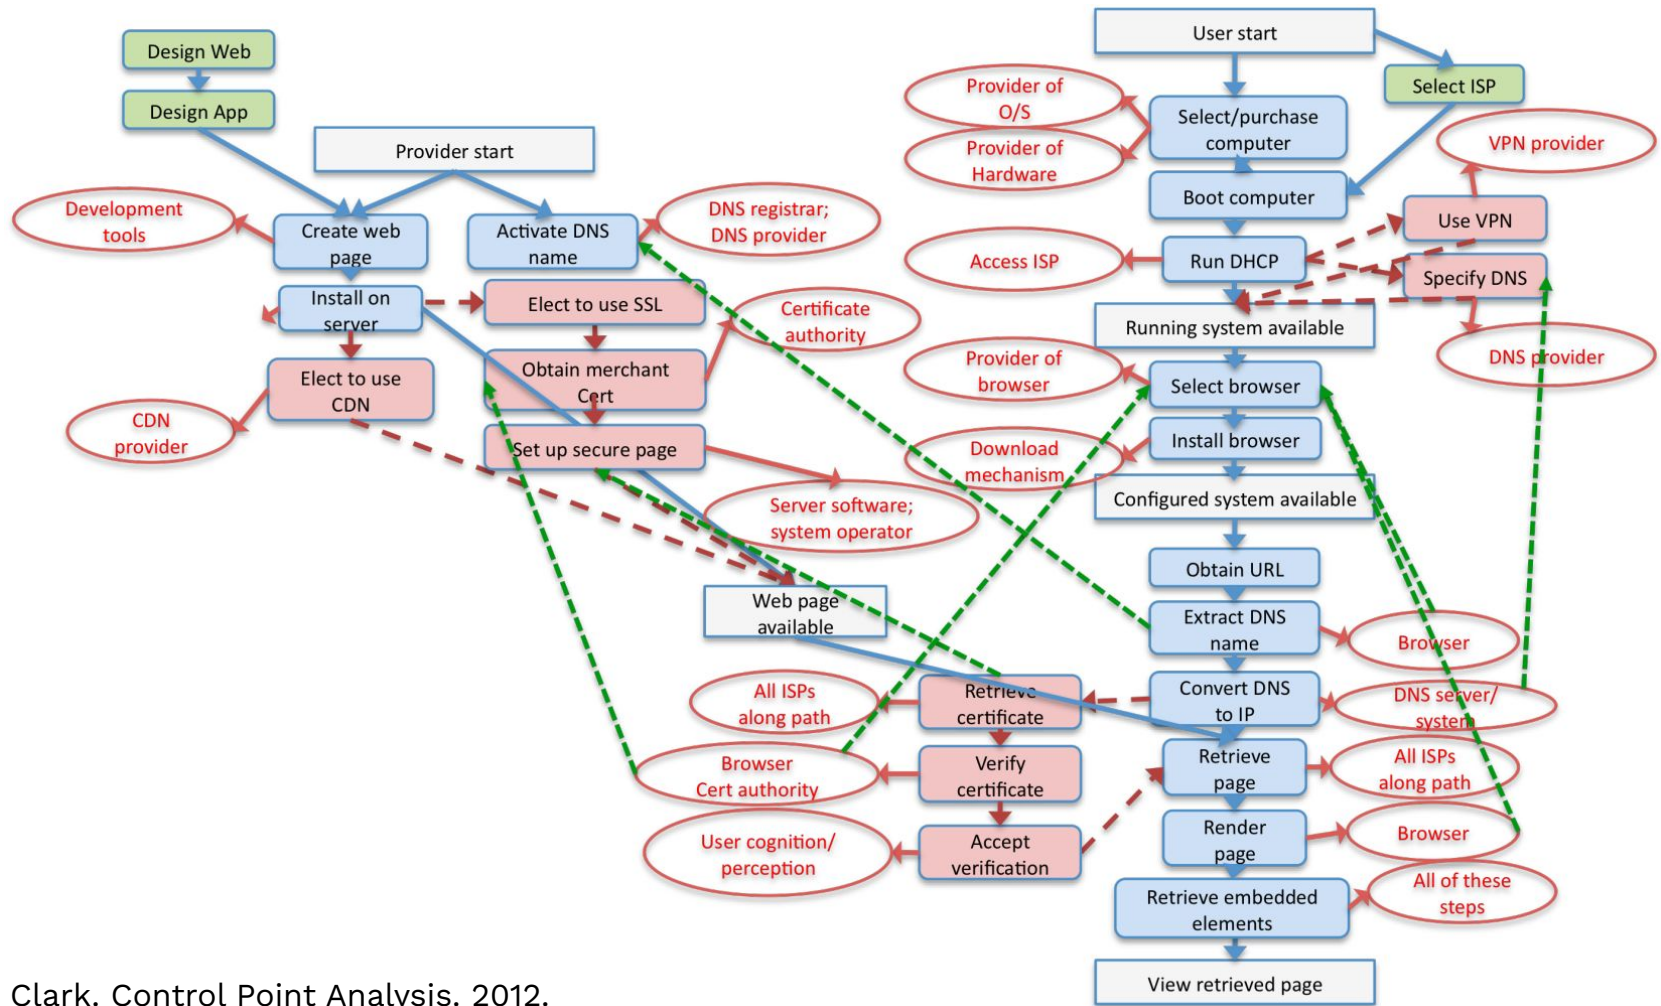 Design Web
Design App
Provider start
Development
tools
Create web
page
Activate DNS
name
DNS registrar;
DNS provider
Install on
server
Elect to use SSL
Certificate
authority
Obtain merchant
Cert
Elect to use
CDN
CDN
provider
Set up secure page
Server software;
system operator
Web page
available
User start
Select ISP
Provider of
O/S
Provider of
Hardware
Select/purchase
computer
VPN provider
Boot computer
Use VPN
Access ISP
Run DHCP
Specify DNS
Running system available
DNS provider
Provider of
browser
Select browser
Download
mechanism
Install browser
Configured system available
Obtain URL
Extract DNS
name
Browser
Convert DNS
to IP
DNS server/
system
All ISPs
along path
Retrieve
certificate
Retrieve
page
All ISPs
along path
Browser
Cert authority
Verify
certificate
Render
page
Browser
User cognition/
perception
Accept
verification
Retrieve embedded
elements
All of these
steps
View retrieved page
Clark. Control Point Analysis. 2012.